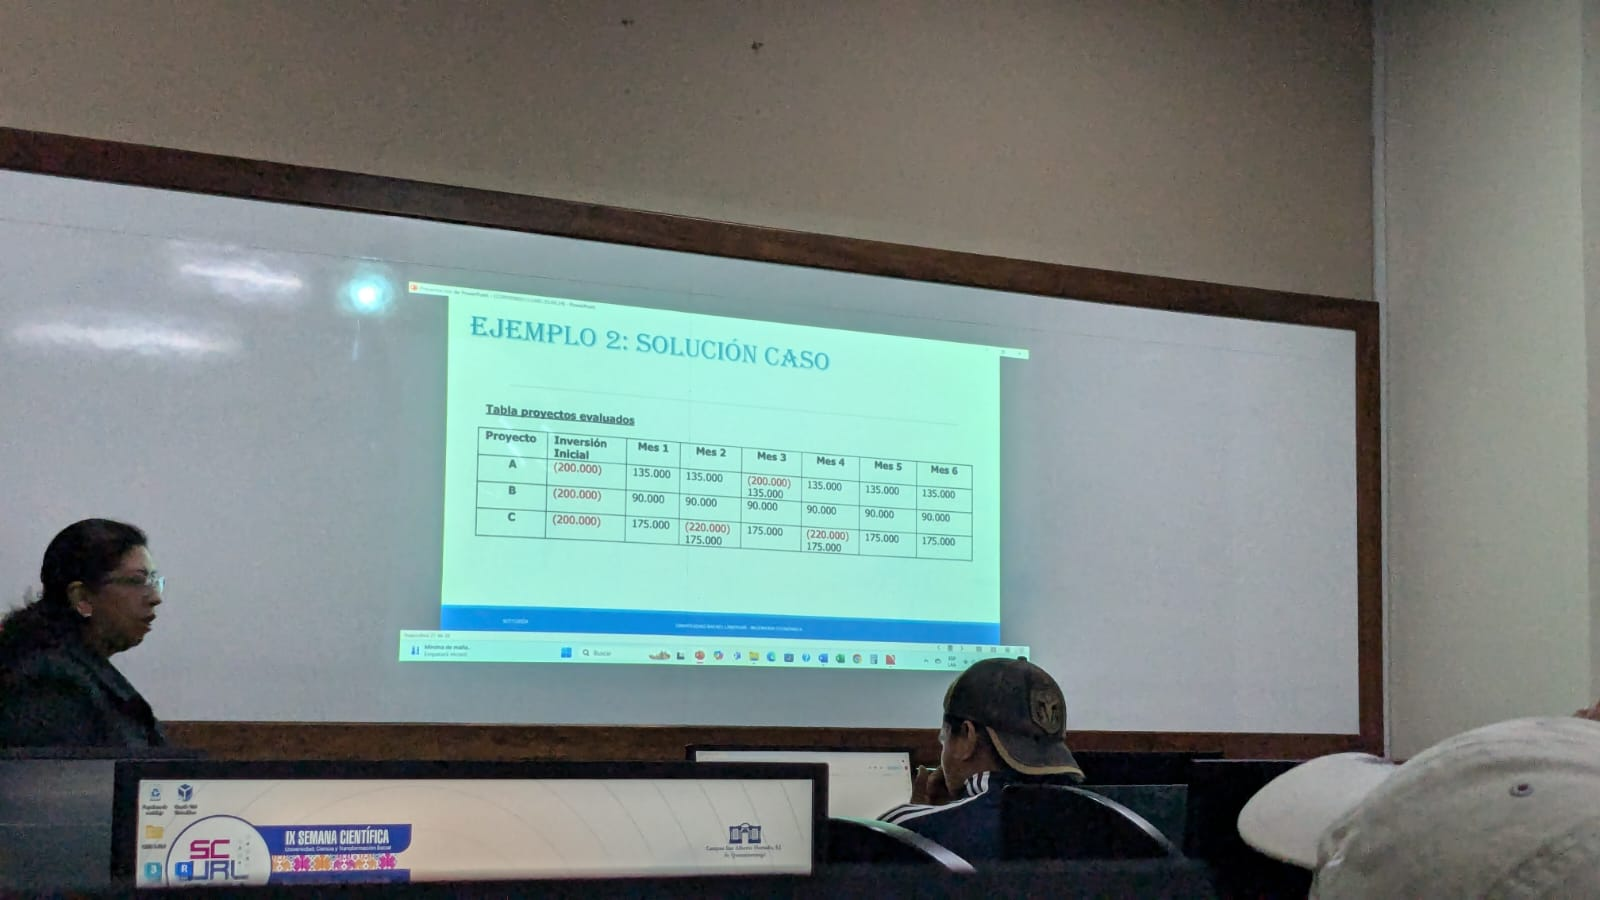 EJEMPLO 2: SOLUCIÓN CASO
Tabla proyectos evaluados
Proyecto Inversión Inicial Mes 1 Mes 2 Mes 3 Mes 4 Mes 5 Mes 6
A (200.000) 135.000 135.000 (200.000) 135.000 135.000 135.000 135.000
B (200.000) 90.000 90.000 90.000 90.000 90.000 90.000
C (200.000) 175.000 (220.000) 175.000 175.000 (220.000) 175.000 175.000 175.000
Buscar
IX SEMANA CIENTÍFICA
Universidad, Ciencia y Transformación Social
SC
URL